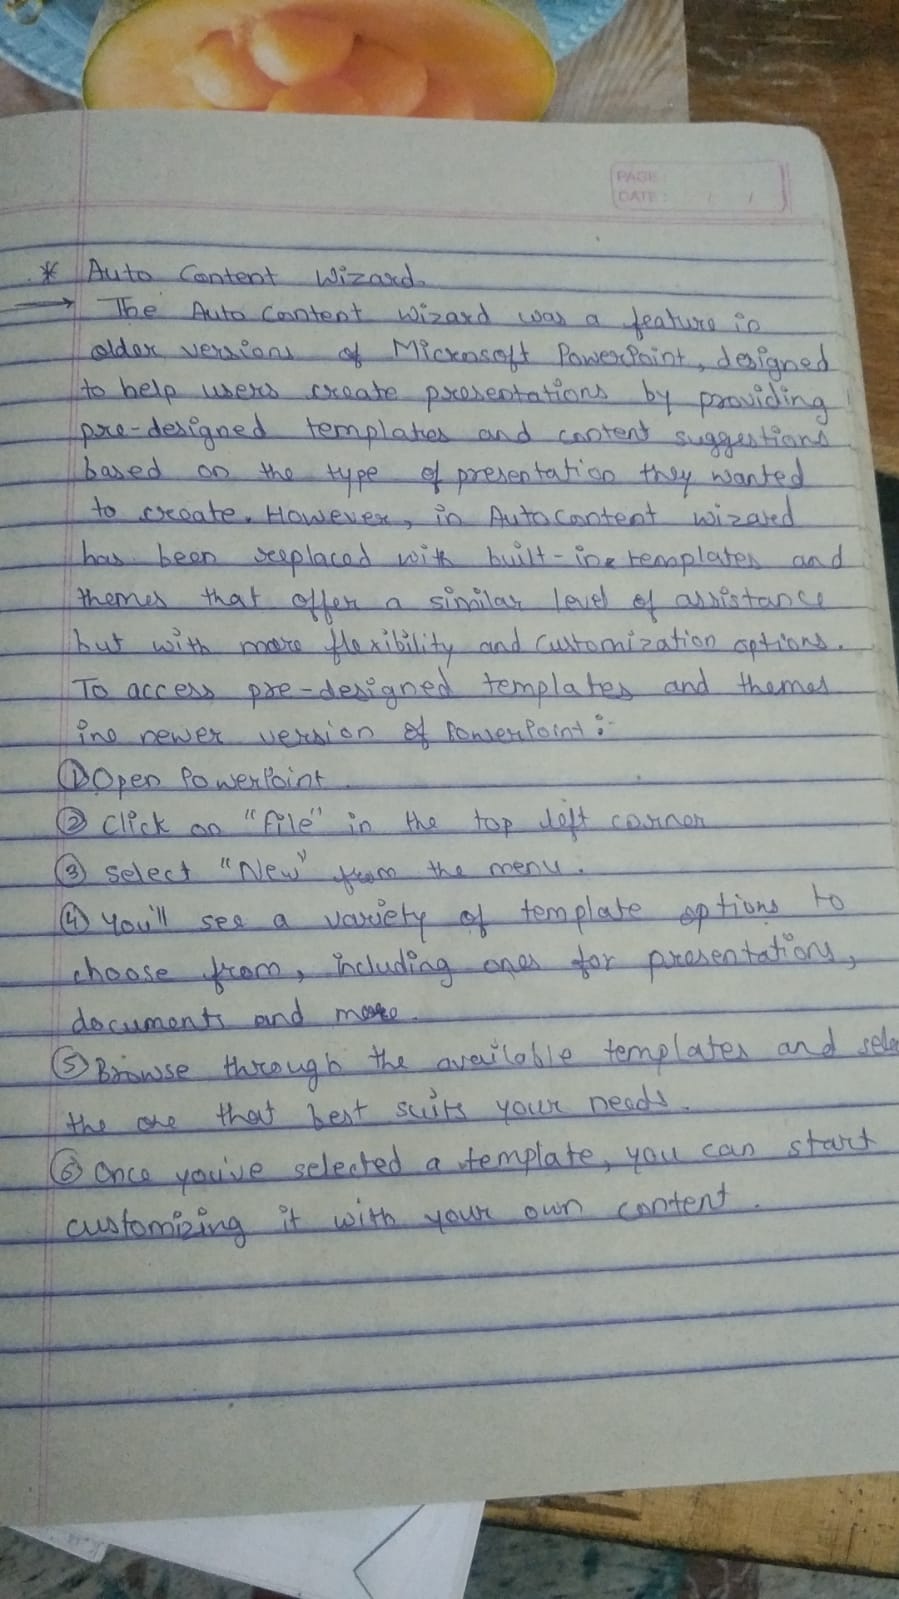 PAGE
DATE : / /
* Auto Content Wizard.
→ The Auto Content Wizard was a feature in
older versions of Microsoft PowerPoint, designed
to help users create presentations by providing
pre-designed templates and content suggestions
based on the type of presentation they wanted
to create. However, in Autocontent wizared
has been replaced with built-in templates and
themes that offer a similar level of assistance
but with more flexibility and customization options.
To access pre-designed templates and themes
in newer version of PowerPoint :-
① Open PowerPoint
② Click on "File" in the top left corner
③ select "New" from the menu.
④ you'll see a variety of template options to
choose from, including ones for presentations,
documents and more.
⑤ Browse through the available templates and sele
the one that best suits your needs.
⑥ Once you've selected a template, you can start
customizing it with your own content.